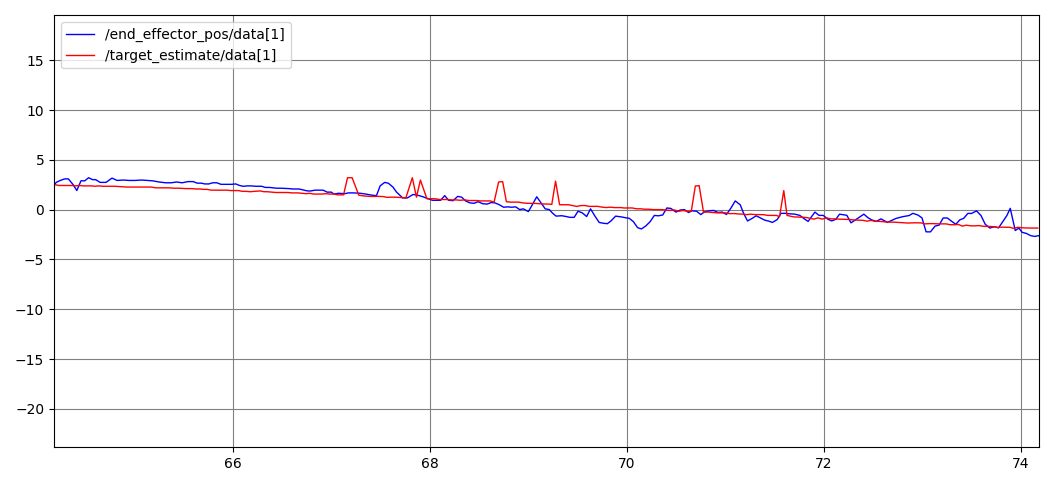 /end_effector_pos/data[1]
/target_estimate/data[1]
15
10
5
0
−5
−10
−15
−20
66 68 70 72 74